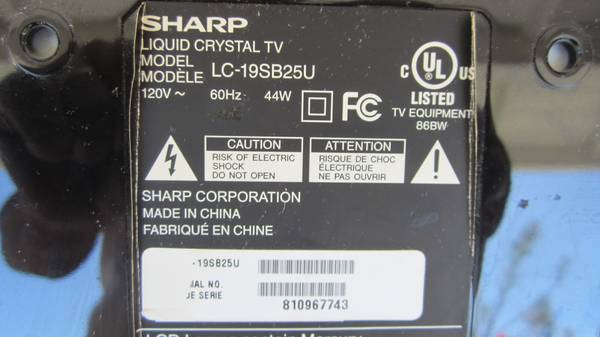 SHARP
LIQUID CRYSTAL TV
MODEL
MODÈLE LC-19SB25U
120V ~ 60Hz 44W FC
C UL US
LISTED
TV EQUIPMENT
86BW
CAUTION
RISK OF ELECTRIC
SHOCK
DO NOT OPEN
ATTENTION
RISQUE DE CHOC
ÉLECTRIQUE
NE PAS OUVRIR
SHARP CORPORATION
MADE IN CHINA
FABRIQUÉ EN CHINE
-19SB25U
IAL NO.
DE SERIE
810967743